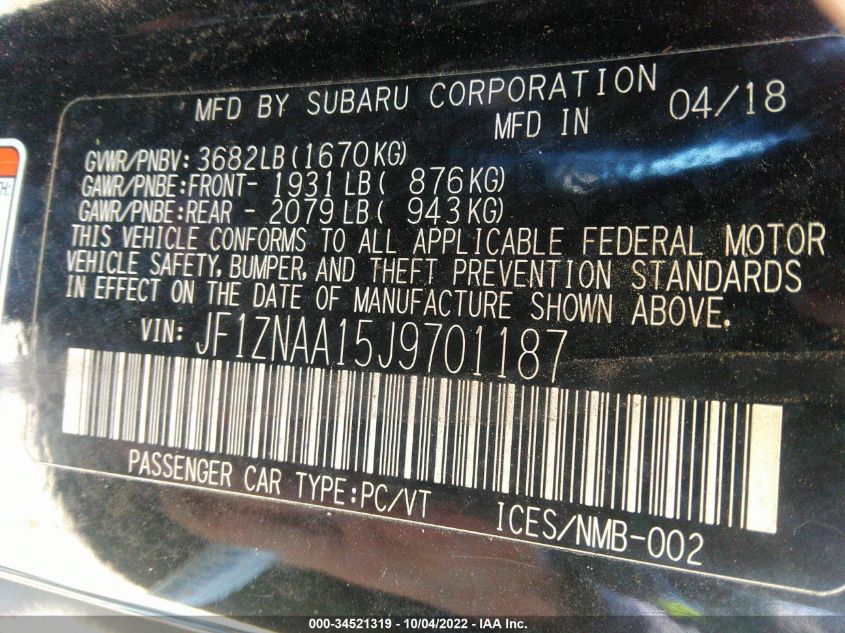 MFD BY SUBARU CORPORATION
MFD IN 04/18
GVWR/PNBV: 3682LB(1670KG)
GAWR/PNBE:FRONT- 1931LB( 876KG)
GAWR/PNBE:REAR - 2079LB( 943KG)
THIS VEHICLE CONFORMS TO ALL APPLICABLE FEDERAL MOTOR
VEHICLE SAFETY, BUMPER, AND THEFT PREVENTION STANDARDS
IN EFFECT ON THE DATE OF MANUFACTURE SHOWN ABOVE.
VIN: JF1ZNAA15J9701187
PASSENGER CAR TYPE:PC/VT ICES/NMB-002
000-34521319 - 10/04/2022 - IAA Inc.